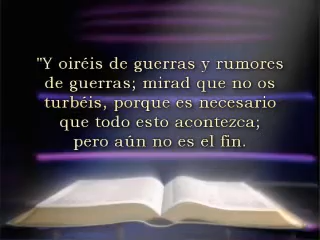 "Y oiréis de guerras y rumores
de guerras; mirad que no os
turbéis, porque es necesario
que todo esto acontezca;
pero aún no es el fin.